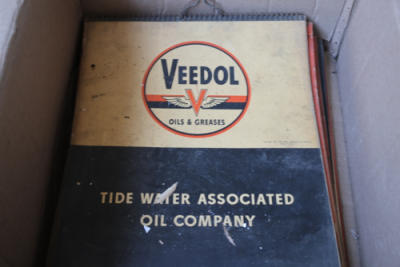 VEEDOL
V
OILS & GREASES
TIDE WATER ASSOCIATED
OIL COMPANY